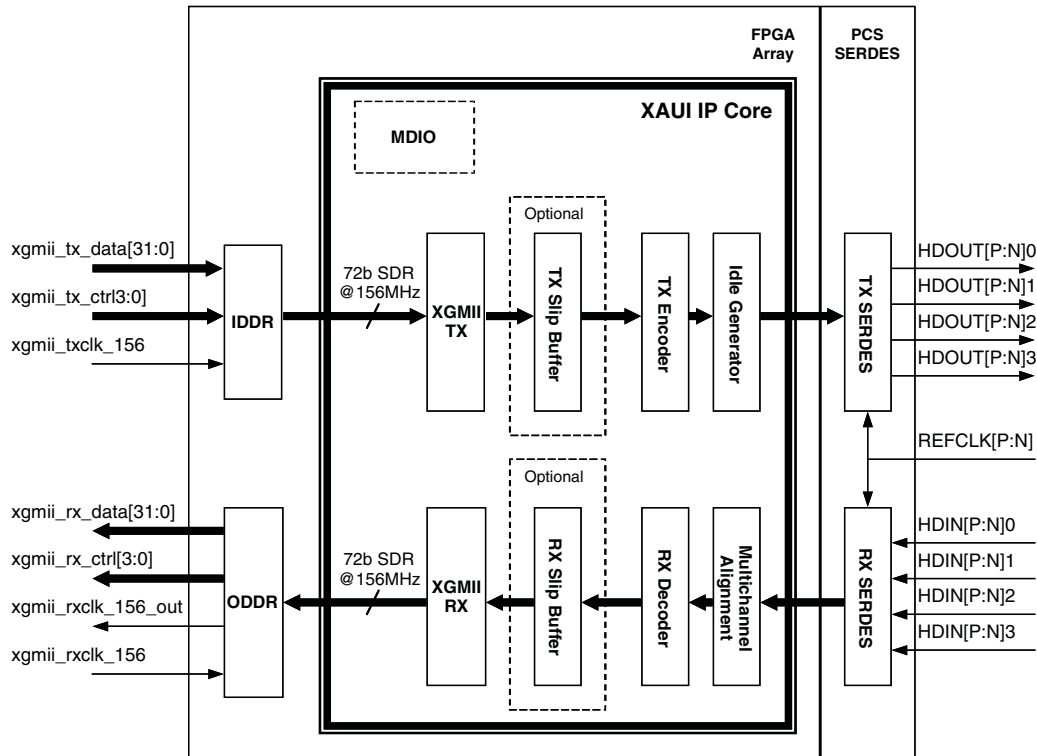 FPGA
Array
PCS
SERDES
XAUI IP Core
MDIO
Optional
xgmii_tx_data[31:0]
xgmii_tx_ctrl3:0]
xgmii_txclk_156
IDDR
72b SDR
@156MHz
XGMII
TX
TX Slip Buffer
TX Encoder
Idle Generator
TX SERDES
HDOUT[P:N]0
HDOUT[P:N]1
HDOUT[P:N]2
HDOUT[P:N]3
REFCLK[P:N]
Optional
xgmii_rx_data[31:0]
xgmii_rx_ctrl[3:0]
xgmii_rxclk_156_out
xgmii_rxclk_156
ODDR
72b SDR
@156MHz
XGMII
RX
RX Slip Buffer
RX Decoder
Multichannel
Alignment
RX SERDES
HDIN[P:N]0
HDIN[P:N]1
HDIN[P:N]2
HDIN[P:N]3